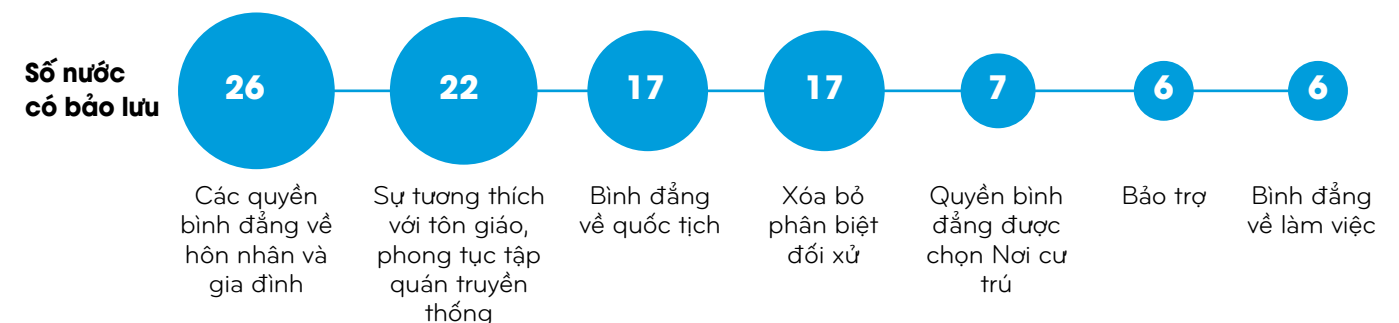 Số nước
có bảo lưu
26
22
17
17
7
6
6
Các quyền
bình đẳng về
hôn nhân và
gia đình
Sự tương thích
với tôn giáo,
phong tục tập
quán truyền
thống
Bình đẳng
về quốc tịch
Xóa bỏ
phân biệt
đối xử
Quyền bình
đẳng được
chọn Nơi cư
trú
Bảo trợ
Bình đẳng
về làm việc